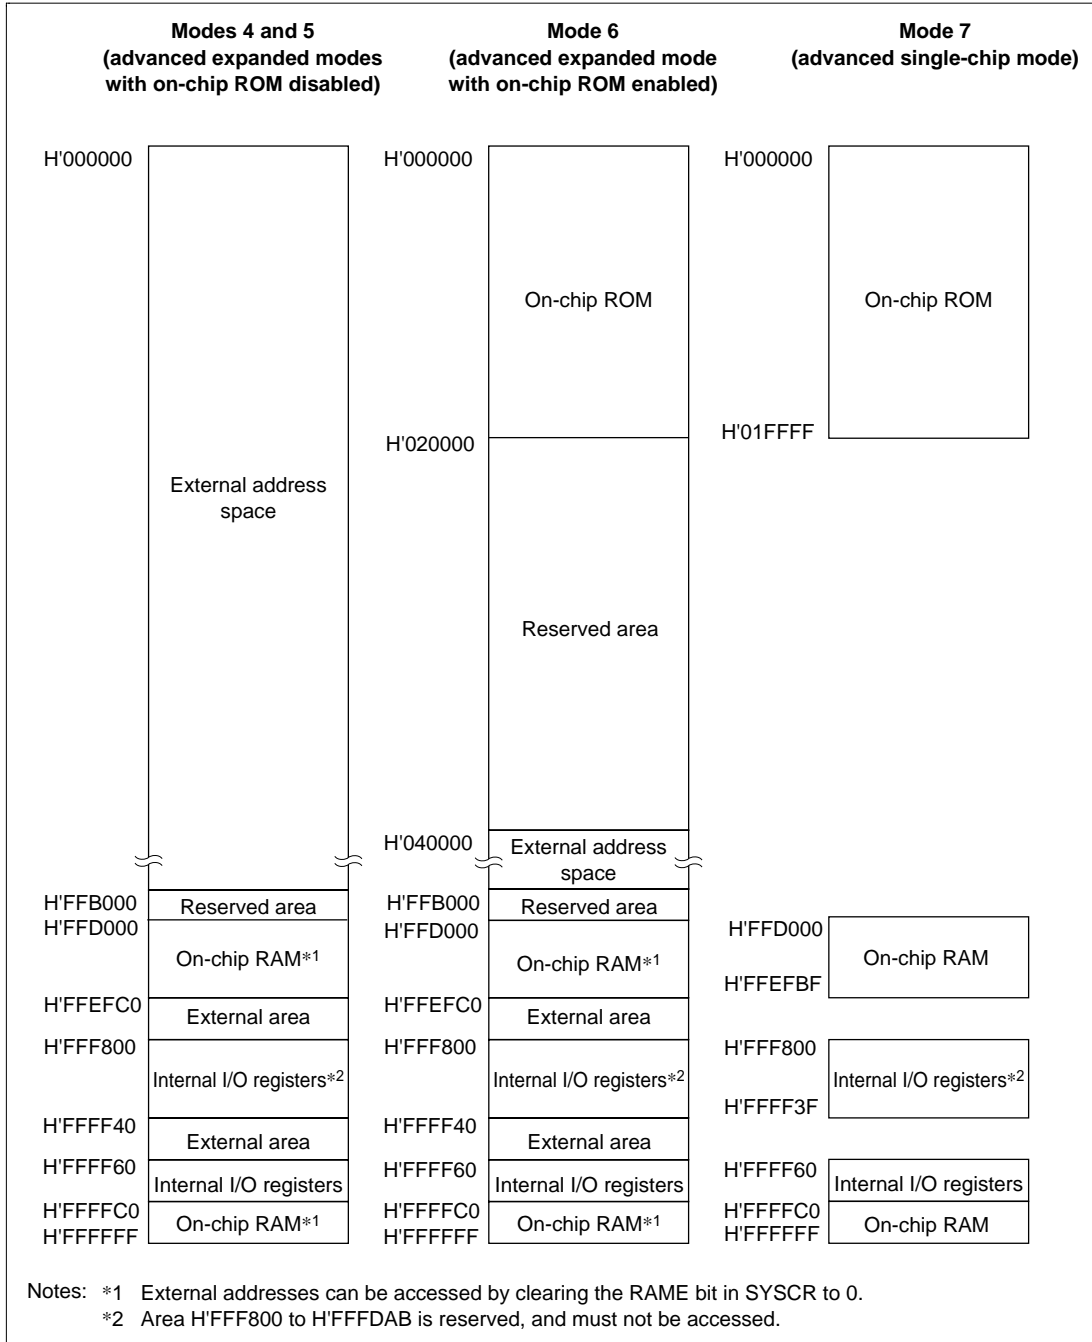 Modes 4 and 5
(advanced expanded modes
with on-chip ROM disabled)
Mode 6
(advanced expanded mode
with on-chip ROM enabled)
Mode 7
(advanced single-chip mode)
H'000000
External address
space
H'FFB000
Reserved area
H'FFD000
On-chip RAM*1
H'FFEFC0
External area
H'FFF800
Internal I/O registers*2
H'FFFF40
External area
H'FFFF60
Internal I/O registers
H'FFFFC0
On-chip RAM*1
H'FFFFFF
H'000000
On-chip ROM
H'020000
Reserved area
H'040000
External address
space
H'FFB000
Reserved area
H'FFD000
On-chip RAM*1
H'FFEFC0
External area
H'FFF800
Internal I/O registers*2
H'FFFF40
External area
H'FFFF60
Internal I/O registers
H'FFFFC0
On-chip RAM*1
H'FFFFFF
H'000000
On-chip ROM
H'01FFFF
H'FFD000
On-chip RAM
H'FFEFBF
H'FFF800
Internal I/O registers*2
H'FFFF3F
H'FFFF60
Internal I/O registers
H'FFFFC0
On-chip RAM
H'FFFFFF
Notes: *1 External addresses can be accessed by clearing the RAME bit in SYSCR to 0.
*2 Area H'FFF800 to H'FFFDAB is reserved, and must not be accessed.